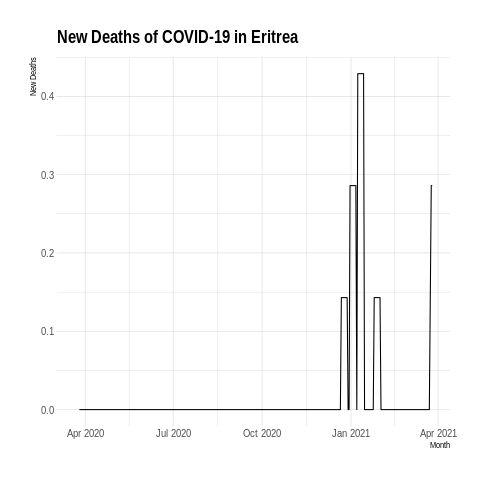 New Deaths of COVID-19 in Eritrea
New Deaths
0.4
0.3
0.2
0.1
0.0
Apr 2020 Jul 2020 Oct 2020 Jan 2021 Apr 2021
Month